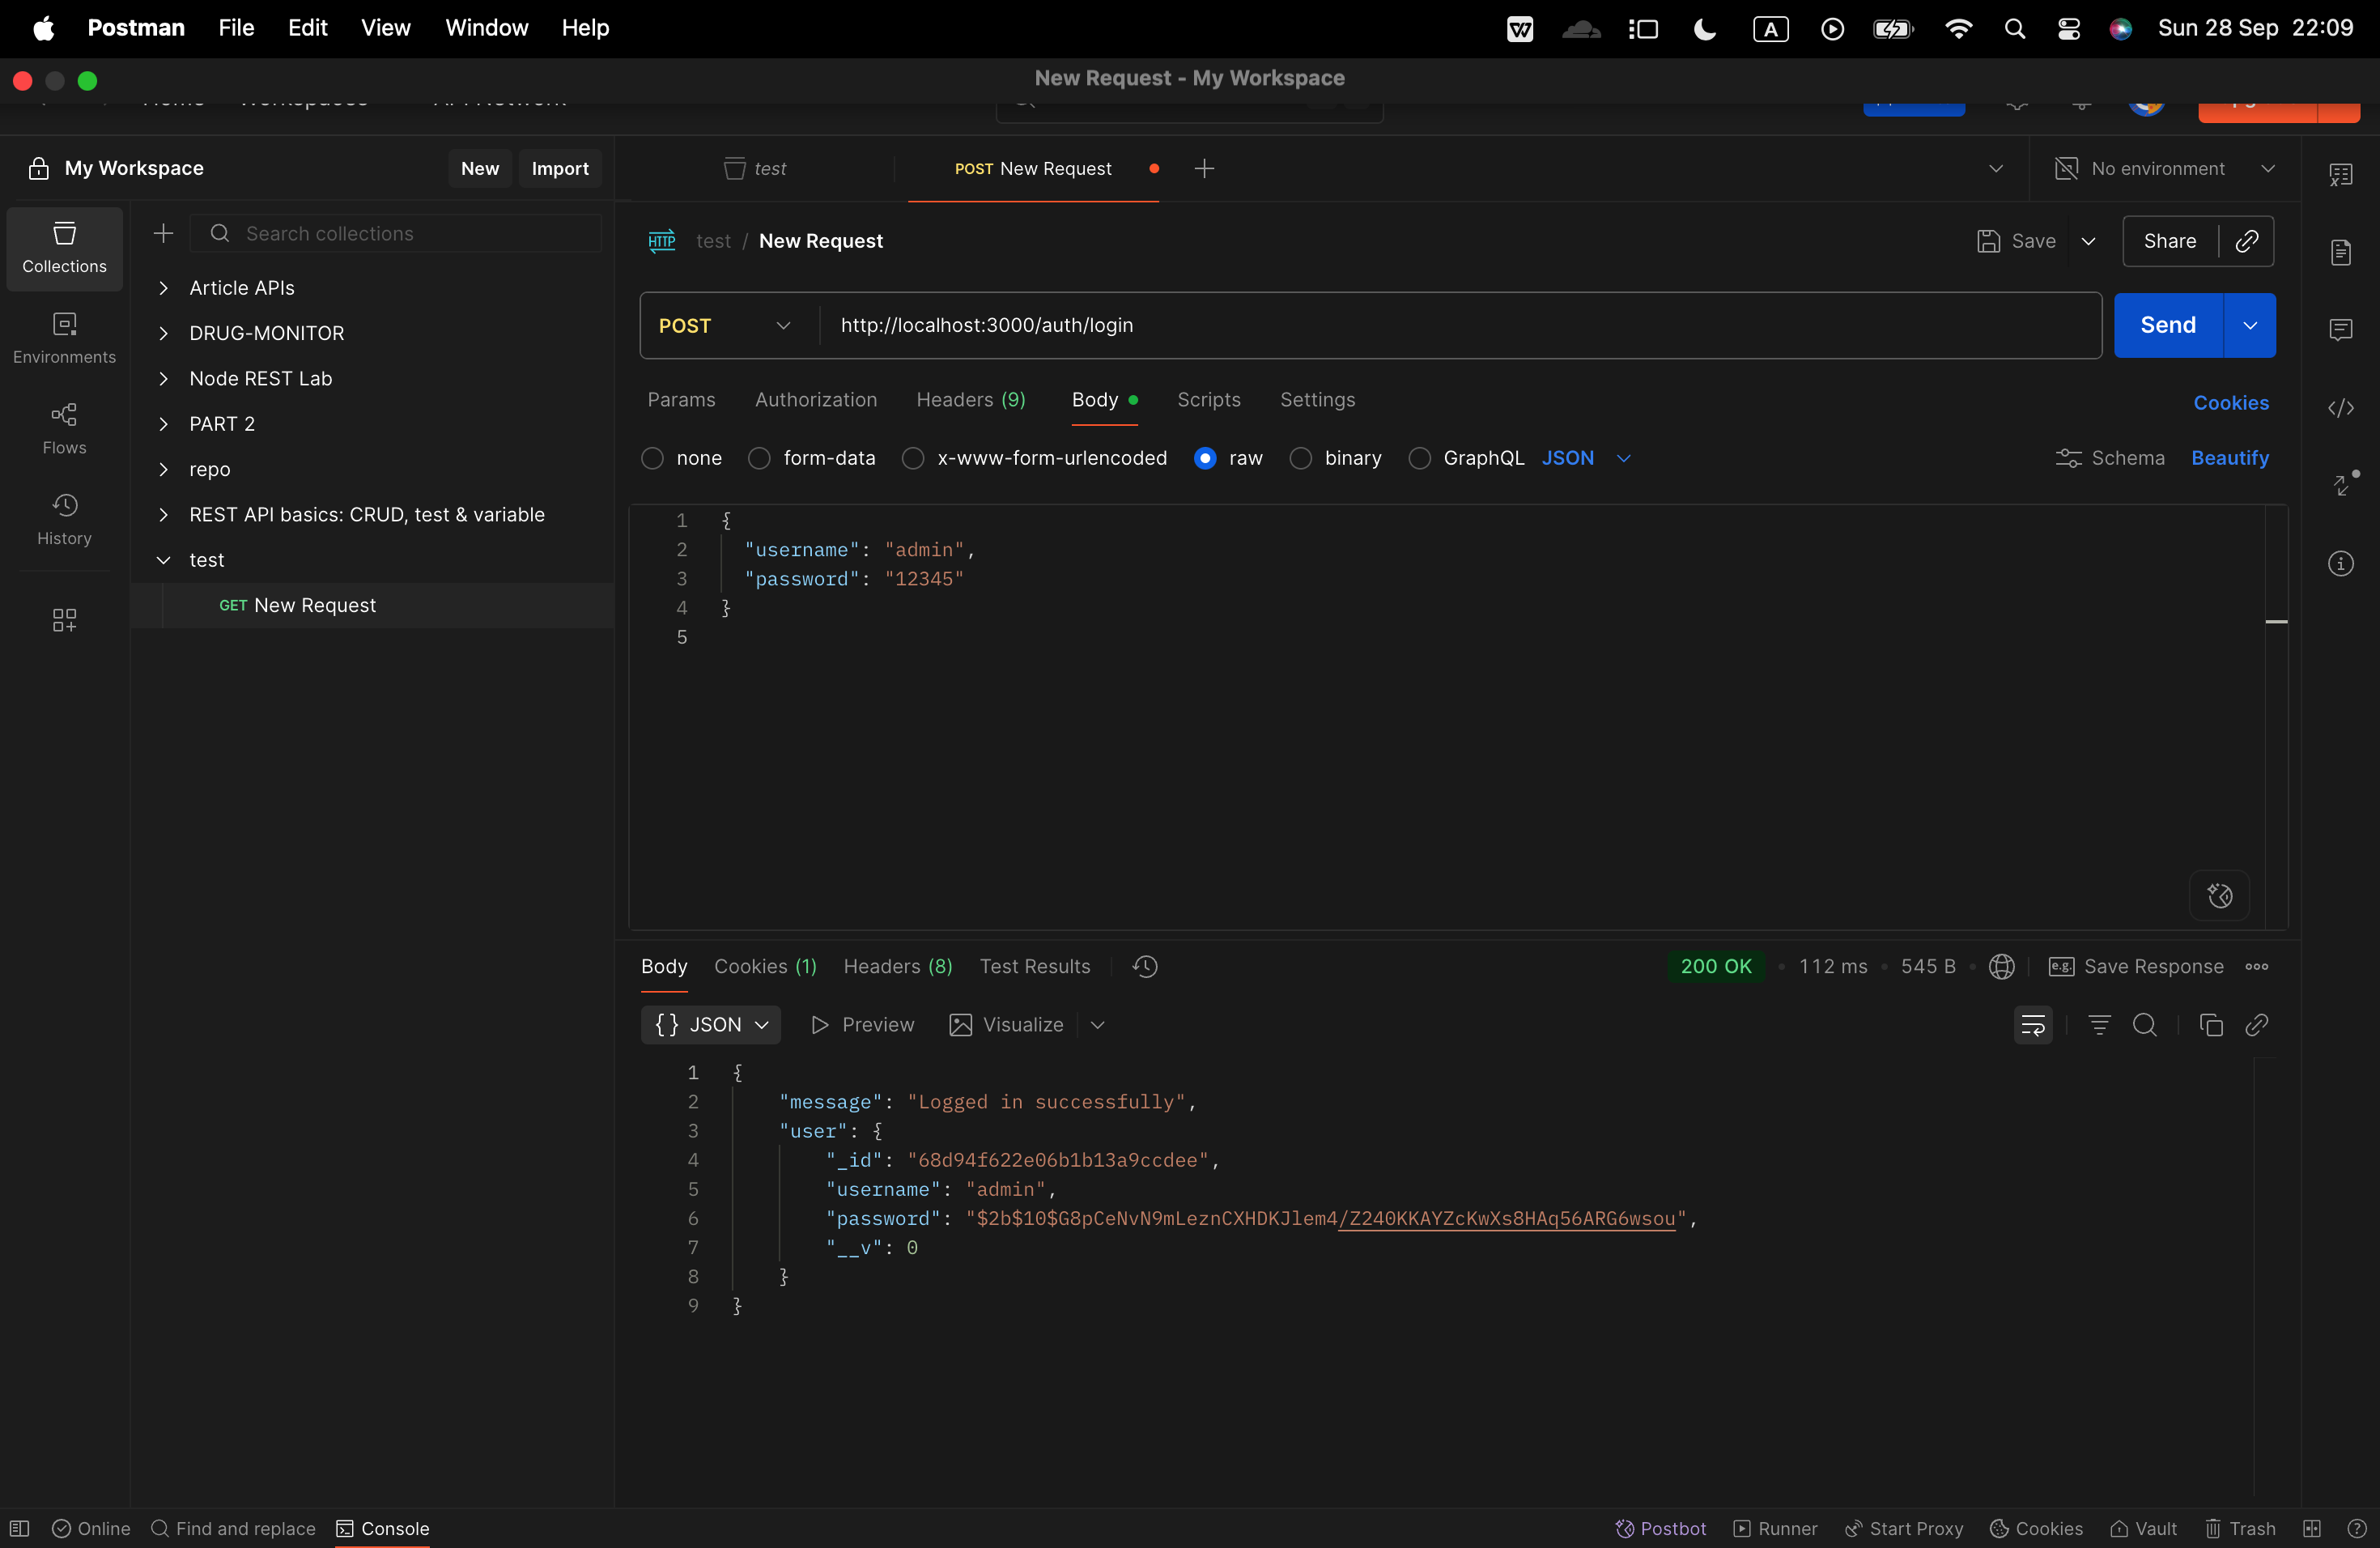 Postman File Edit View Window Help A Sun 28 Sep 22:09
New Request - My Workspace
My Workspace New Import test POST New Request No environment
Collections
Environments
Flows
History
Search collections
Article APIs
DRUG-MONITOR
Node REST Lab
PART 2
repo
REST API basics: CRUD, test & variable
test
GET New Request
HTTP test / New Request Save Share
POST http://localhost:3000/auth/login Send
Params Authorization Headers (9) Body Scripts Settings Cookies
none form-data x-www-form-urlencoded raw binary GraphQL JSON Schema Beautify
1 {
2 "username": "admin",
3 "password": "12345"
4 }
5
Body Cookies (1) Headers (8) Test Results 200 OK 112 ms 545 B e.g. Save Response
{} JSON Preview Visualize
1 {
2 "message": "Logged in successfully",
3 "user": {
4 "_id": "68d94f622e06b1b13a9ccdee",
5 "username": "admin",
6 "password": "$2b$10$G8pCeNvN9mLeznCXHDKJlem4/Z240KKAYZcKwXs8HAq56ARG6wsou",
7 "__v": 0
8 }
9 }
Online Find and replace Console Postbot Runner Start Proxy Cookies Vault Trash